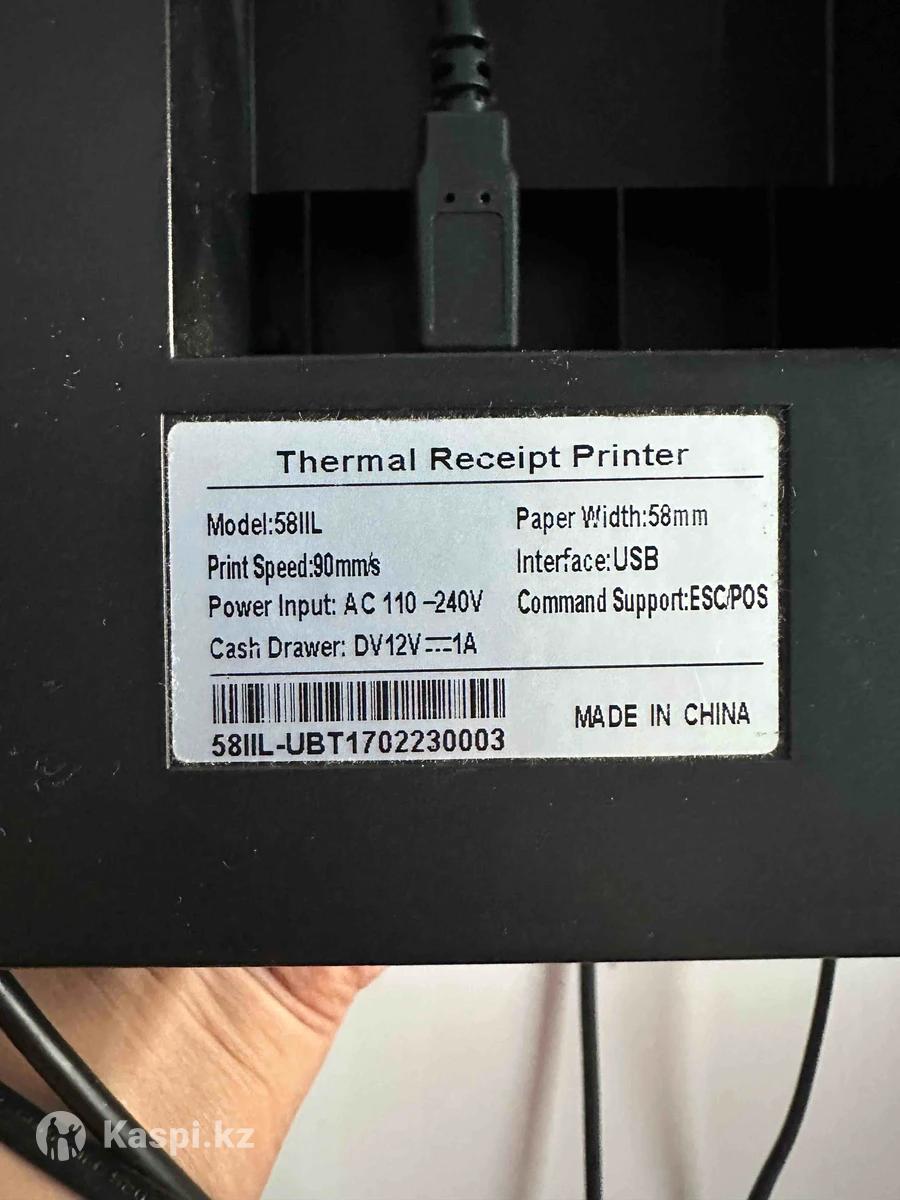 Thermal Receipt Printer
Model:58IIL
Paper Width:58mm
Print Speed:90mm/s
Interface:USB
Power Input: AC 110 –240V
Command Support:ESC/POS
Cash Drawer: DV12V⎓1A
58IIL-UBT1702230003
MADE IN CHINA
Kaspi.kz